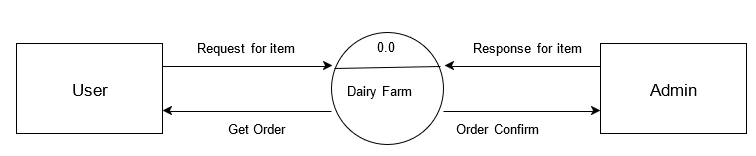 Request for item
0.0
Response for item
User
Dairy Farm
Admin
Get Order
Order Confirm